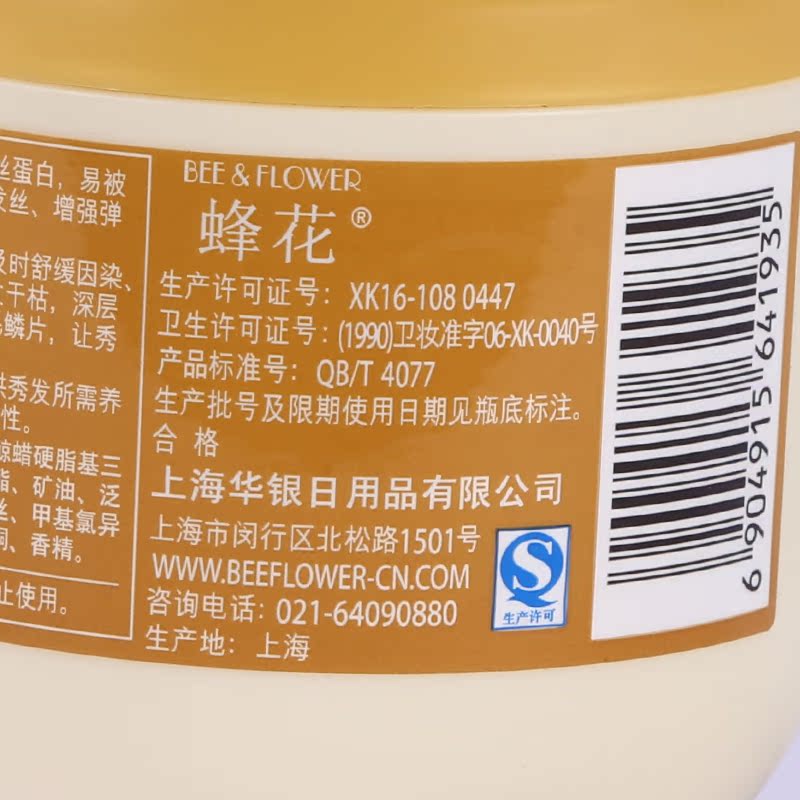 丝蛋白，易被
发丝、增强弹
及时舒缓因染、
干枯，深层
鳞片，让秀
供秀发所需养
性。
鲸蜡硬脂基三
脂、矿油、泛
丝、甲基氯异
酮、香精。
止使用。
BEE & FLOWER
蜂花®
生产许可证号：XK16-108 0447
卫生许可证号：(1990)卫妆准字06-XK-0040号
产品标准号：QB/T 4077
生产批号及限期使用日期见瓶底标注。
合格
上海华银日用品有限公司
上海市闵行区北松路1501号
WWW.BEEFLOWER-CN.COM
咨询电话：021-64090880
生产地：上海
生产许可
6 904915 641935